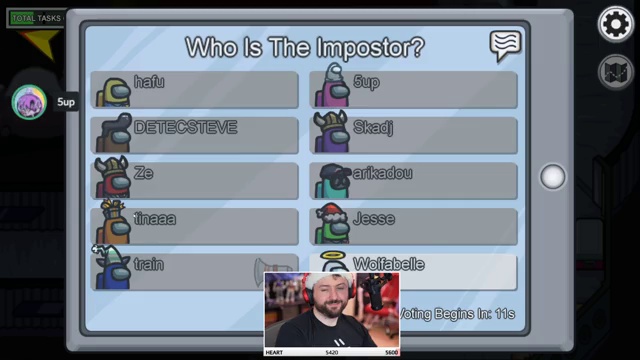 TOTAL TASKS
Who Is The Impostor?
hafu
5up
5up
DETECSTEVE
Skadj
Ze
arikadou
tinaaa
Jesse
train
Wolfabelle
Voting Begins In: 11s
HEART 5420 5600